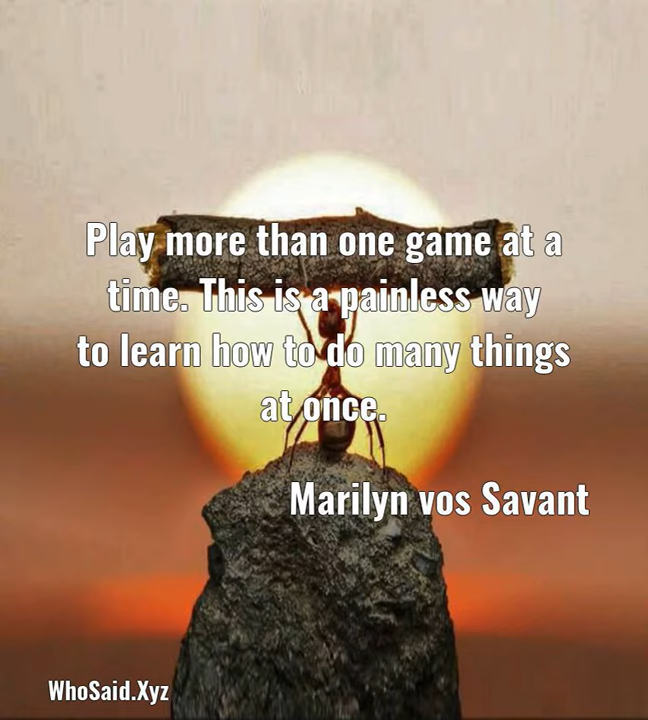 Play more than one game at a
time. This is a painless way
to learn how to do many things
at once.
Marilyn vos Savant
WhoSaid.Xyz